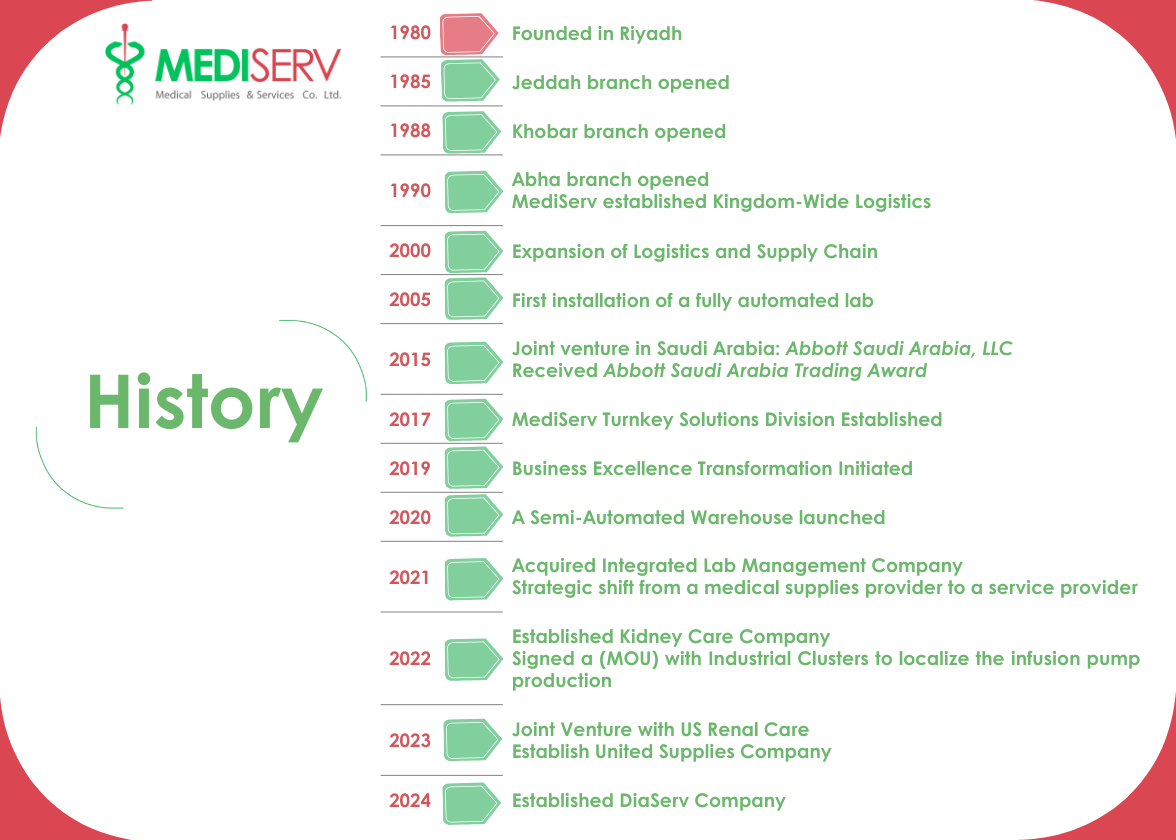 MEDISERV
Medical Supplies & Services Co. Ltd.
History
1980 Founded in Riyadh
1985 Jeddah branch opened
1988 Khobar branch opened
1990 Abha branch opened
MediServ established Kingdom-Wide Logistics
2000 Expansion of Logistics and Supply Chain
2005 First installation of a fully automated lab
2015 Joint venture in Saudi Arabia: Abbott Saudi Arabia, LLC
Received Abbott Saudi Arabia Trading Award
2017 MediServ Turnkey Solutions Division Established
2019 Business Excellence Transformation Initiated
2020 A Semi-Automated Warehouse launched
2021 Acquired Integrated Lab Management Company
Strategic shift from a medical supplies provider to a service provider
2022 Established Kidney Care Company
Signed a (MOU) with Industrial Clusters to localize the infusion pump
production
2023 Joint Venture with US Renal Care
Establish United Supplies Company
2024 Established DiaServ Company